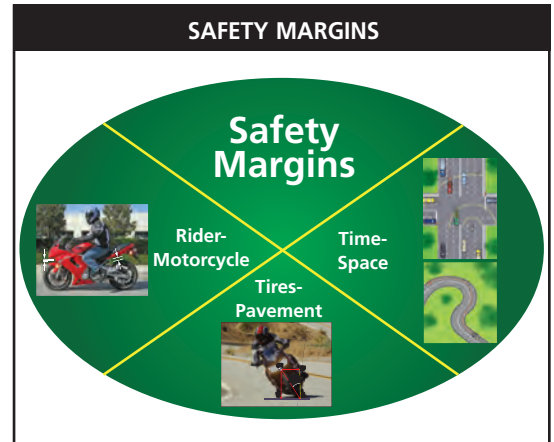 SAFETY MARGINS
Safety
Margins
Rider-
Motorcycle
Time-
Space
Tires-
Pavement